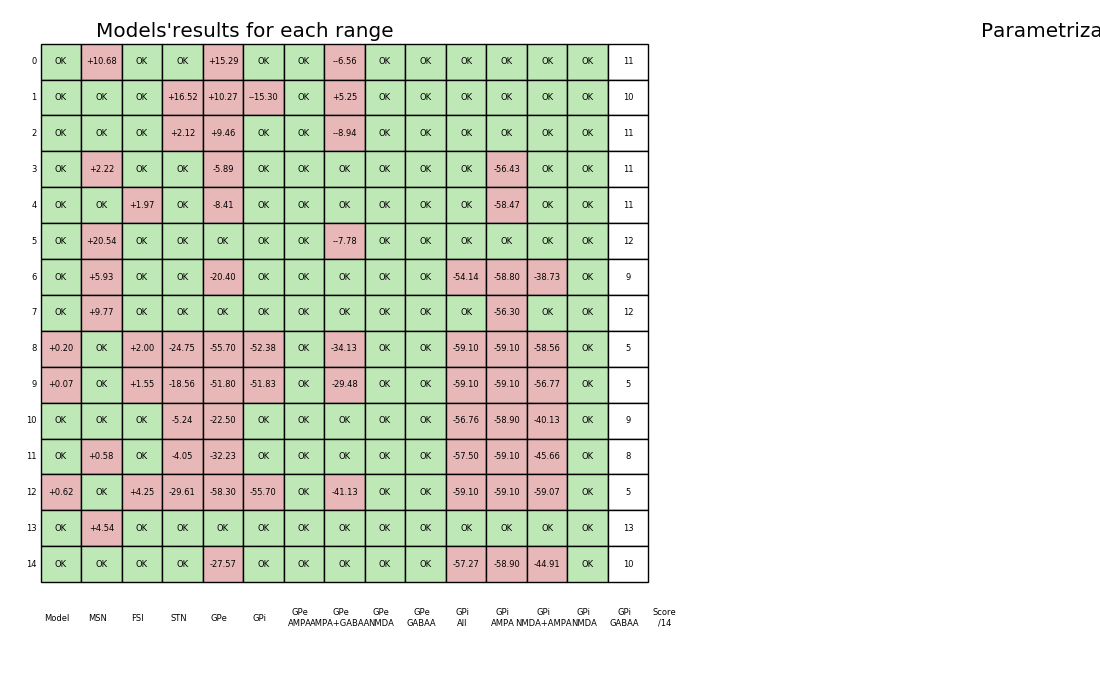 Models'results for each range Parametriza
0 OK +10.68 OK OK +15.29 OK OK --6.56 OK OK OK OK OK OK 11
1 OK OK OK +16.52 +10.27 --15.30 OK +5.25 OK OK OK OK OK OK 10
2 OK OK OK +2.12 +9.46 OK OK --8.94 OK OK OK OK OK OK 11
3 OK +2.22 OK OK -5.89 OK OK OK OK OK OK -56.43 OK OK 11
4 OK OK +1.97 OK -8.41 OK OK OK OK OK OK -58.47 OK OK 11
5 OK +20.54 OK OK OK OK OK --7.78 OK OK OK OK OK OK 12
6 OK +5.93 OK OK -20.40 OK OK OK OK OK -54.14 -58.80 -38.73 OK 9
7 OK +9.77 OK OK OK OK OK OK OK OK OK -56.30 OK OK 12
8 +0.20 OK +2.00 -24.75 -55.70 -52.38 OK -34.13 OK OK -59.10 -59.10 -58.56 OK 5
9 +0.07 OK +1.55 -18.56 -51.80 -51.83 OK -29.48 OK OK -59.10 -59.10 -56.77 OK 5
10 OK OK OK -5.24 -22.50 OK OK OK OK OK -56.76 -58.90 -40.13 OK 9
11 OK +0.58 OK -4.05 -32.23 OK OK OK OK OK -57.50 -59.10 -45.66 OK 8
12 +0.62 OK +4.25 -29.61 -58.30 -55.70 OK -41.13 OK OK -59.10 -59.10 -59.07 OK 5
13 OK +4.54 OK OK OK OK OK OK OK OK OK OK OK OK 13
14 OK OK OK OK -27.57 OK OK OK OK OK -57.27 -58.90 -44.91 OK 10
GPe GPe GPe GPe GPi GPi GPi GPi GPi Score
Model MSN FSI STN GPe GPi
AMPA AMPA+GABAA NMDA GABAA All AMPA NMDA+AMPA NMDA GABAA /14